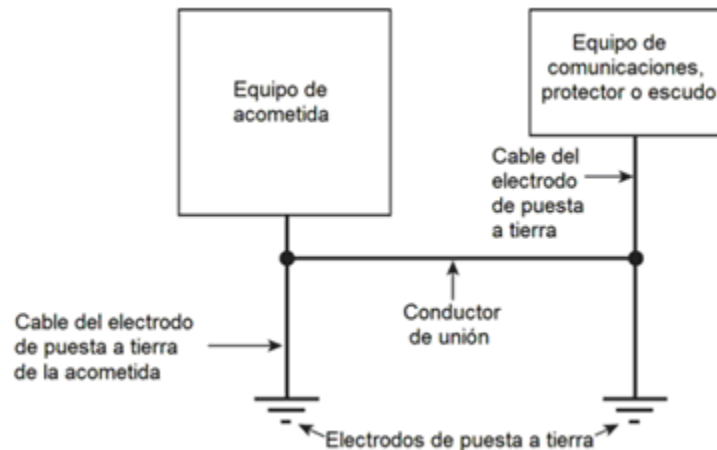 Equipo de
acometida
Equipo de
comunicaciones,
protector o escudo
Cable del
electrodo
de puesta
a tierra
Conductor
de unión
Cable del electrodo
de puesta a tierra
de la acometida
Electrodos de puesta a tierra